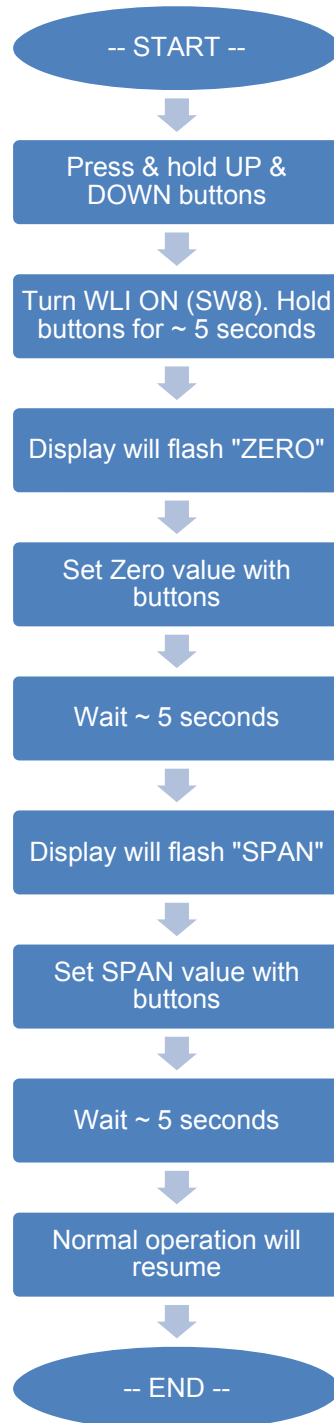 -- START --
Press & hold UP &
DOWN buttons
Turn WLI ON (SW8). Hold
buttons for ~ 5 seconds
Display will flash "ZERO"
Set Zero value with
buttons
Wait ~ 5 seconds
Display will flash "SPAN"
Set SPAN value with
buttons
Wait ~ 5 seconds
Normal operation will
resume
-- END --